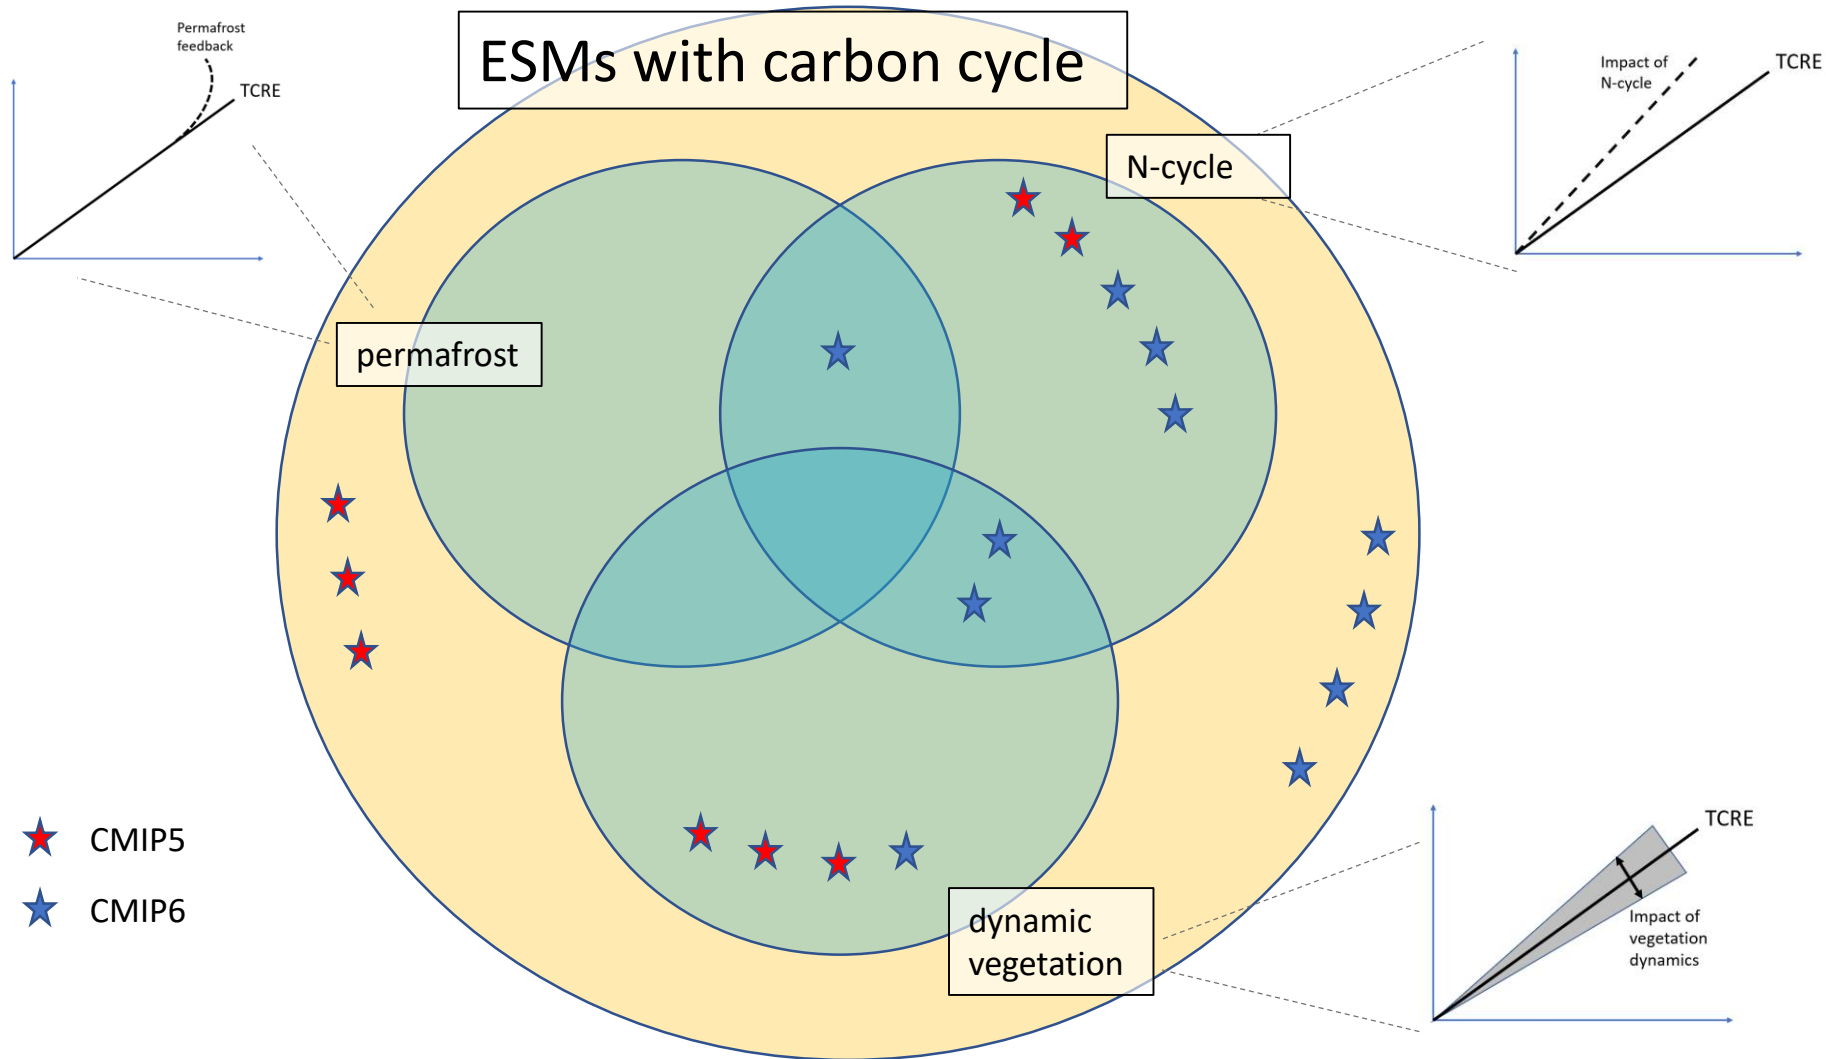 Permafrost
feedback
TCRE
ESMs with carbon cycle
Impact of
N-cycle
TCRE
N-cycle
permafrost
CMIP5
CMIP6
dynamic
vegetation
TCRE
Impact of
vegetation
dynamics